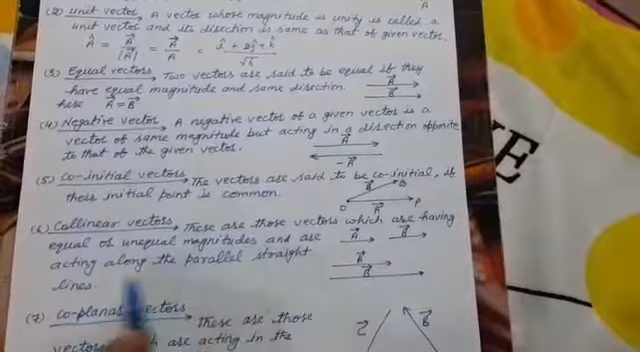 (2) unit vector → A vector whose magnitude is unity is called a
unit vector and its direction is same as that of given vector.
Â = A⃗/|A⃗| = A⃗/A = î + 2ĵ + k̂/√6
(3) Equal vectors → Two vectors are said to be equal if they
have equal magnitude and same direction.
here A⃗ = B⃗
B⃗
A⃗
(4) Negative vector → A negative vector of a given vector is a
vector of same magnitude but acting in a direction opposite
to that of the given vector.
A⃗
-A⃗
(5) Co-initial vectors → The vectors are said to be co-initial, if
their initial point is common.
B⃗
O
A⃗
P
(6) Collinear vectors → These are those vectors which are having
equal or unequal magnitudes and are
acting along the parallel straight
lines.
A⃗ B⃗
A⃗
B⃗
(7) Co-planar vectors → These are those
are acting in the
B⃗